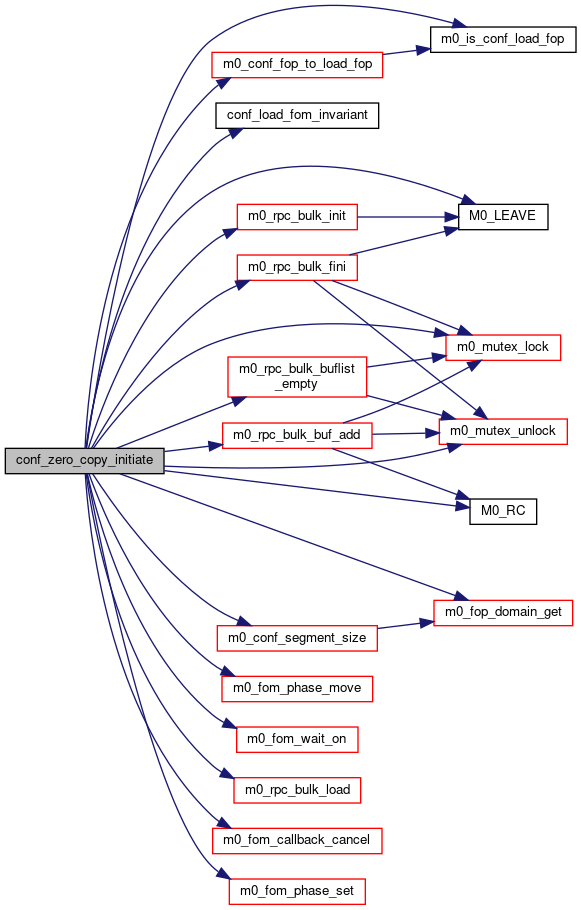 m0_is_conf_load_fop
m0_conf_fop_to_load_fop
conf_load_fom_invariant
M0_LEAVE
m0_rpc_bulk_init
m0_rpc_bulk_fini
m0_mutex_lock
m0_rpc_bulk_buflist
_empty
m0_rpc_bulk_buf_add
m0_mutex_unlock
conf_zero_copy_initiate
M0_RC
m0_fop_domain_get
m0_conf_segment_size
m0_fom_phase_move
m0_fom_wait_on
m0_rpc_bulk_load
m0_fom_callback_cancel
m0_fom_phase_set